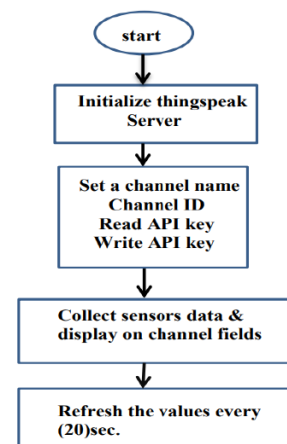 start
Initialize thingspeak
Server
Set a channel name
Channel ID
Read API key
Write API key
Collect sensors data &
display on channel fields
Refresh the values every
(20)sec.